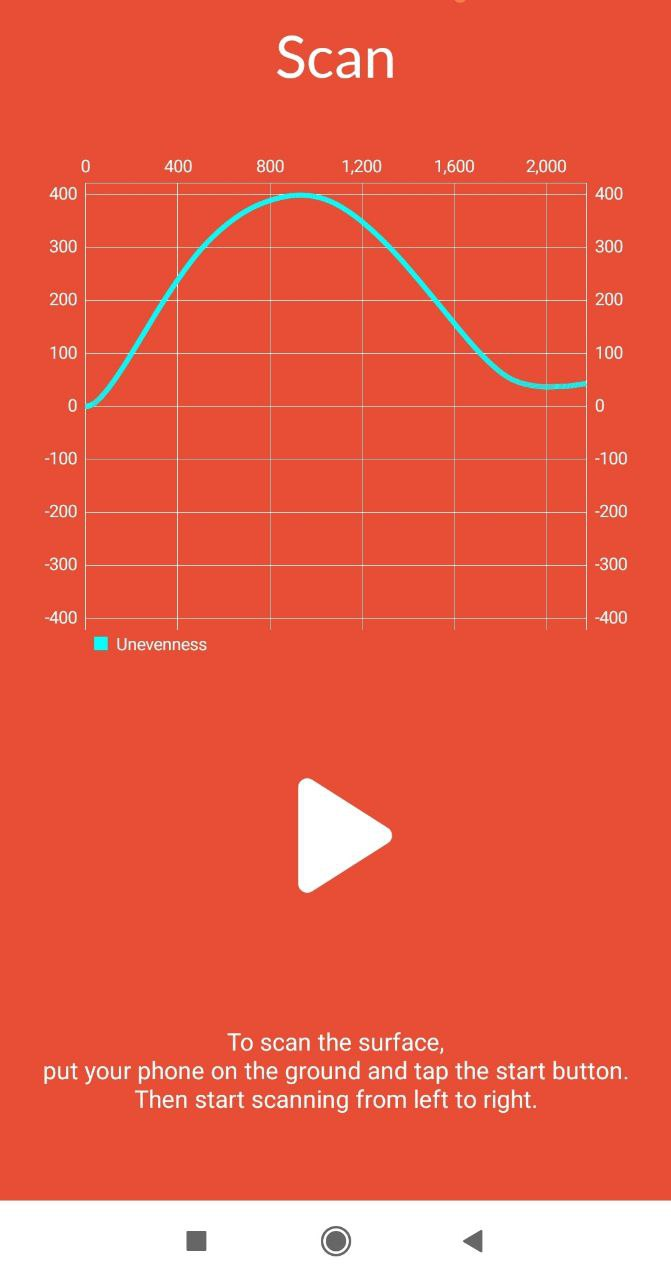 Scan
0 400 800 1,200 1,600 2,000
400 400
300 300
200 200
100 100
0 0
-100 -100
-200 -200
-300 -300
-400 -400
Unevenness
To scan the surface,
put your phone on the ground and tap the start button.
Then start scanning from left to right.